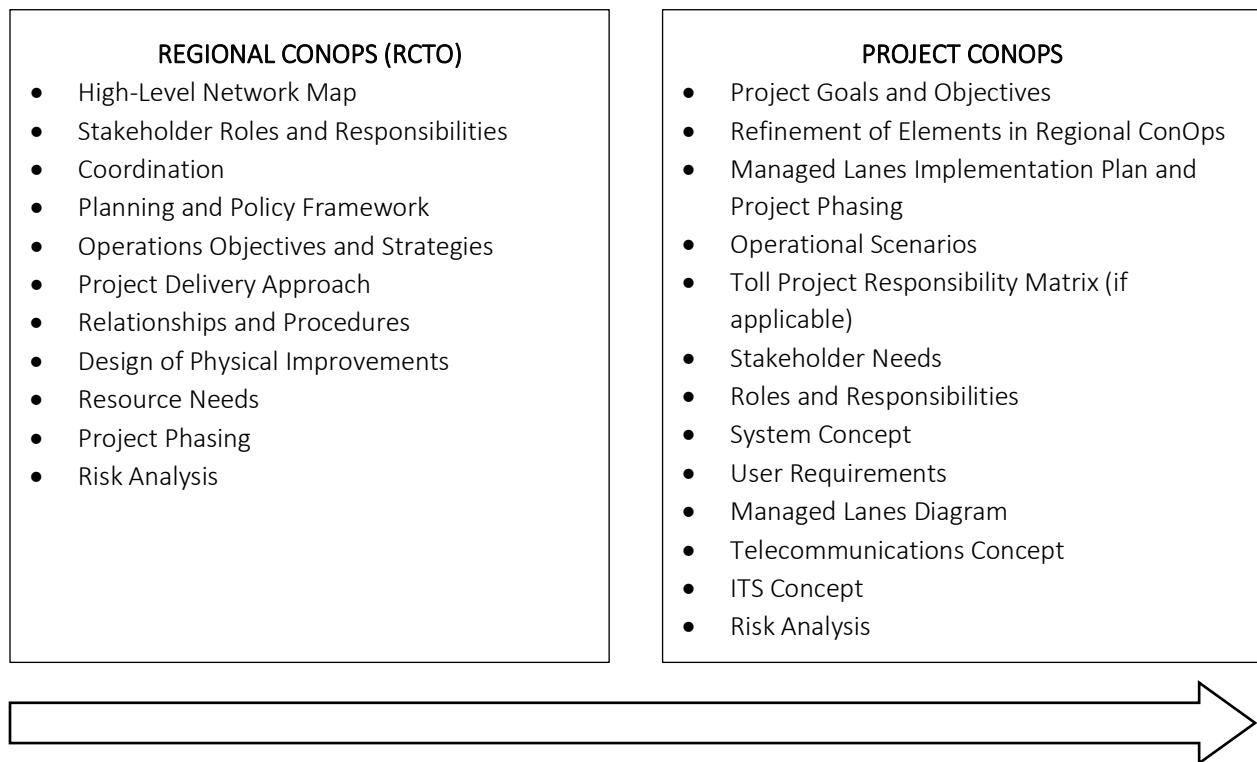 REGIONAL CONOPS (RCTO)
• High-Level Network Map
• Stakeholder Roles and Responsibilities
• Coordination
• Planning and Policy Framework
• Operations Objectives and Strategies
• Project Delivery Approach
• Relationships and Procedures
• Design of Physical Improvements
• Resource Needs
• Project Phasing
• Risk Analysis
PROJECT CONOPS
• Project Goals and Objectives
• Refinement of Elements in Regional ConOps
• Managed Lanes Implementation Plan and
Project Phasing
• Operational Scenarios
• Toll Project Responsibility Matrix (if
applicable)
• Stakeholder Needs
• Roles and Responsibilities
• System Concept
• User Requirements
• Managed Lanes Diagram
• Telecommunications Concept
• ITS Concept
• Risk Analysis